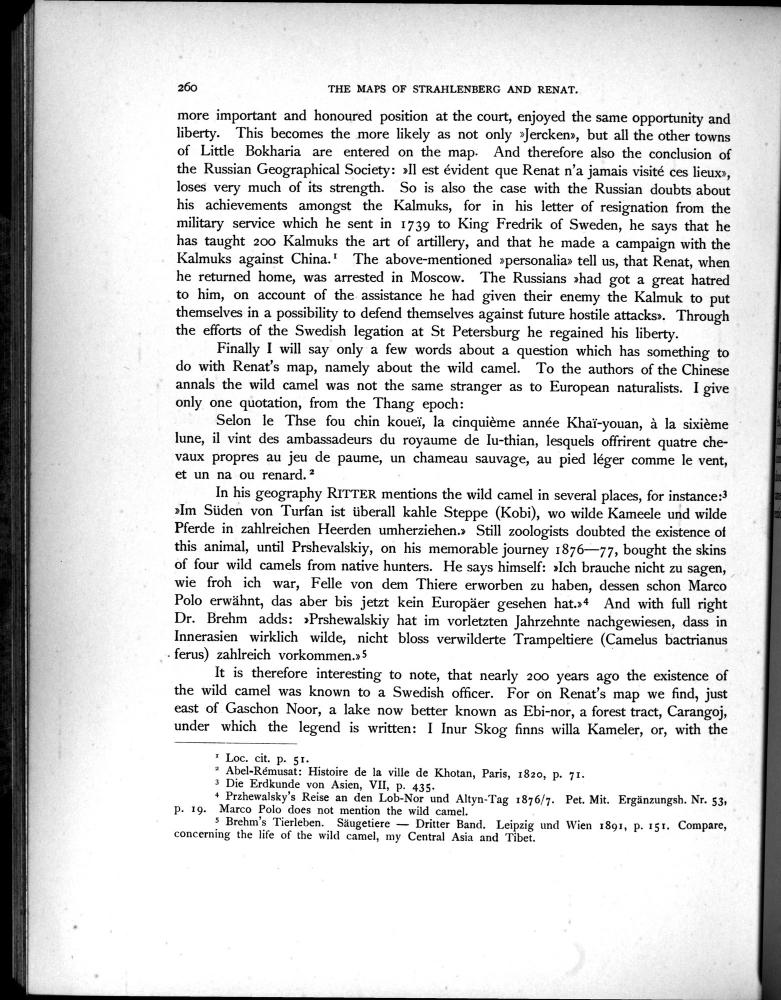 260 THE MAPS OF STRAHLENBERG AND RENAT.
more important and honoured position at the court, enjoyed the same opportunity and
liberty. This becomes the more likely as not only »Jercken», but all the other towns
of Little Bokharia are entered on the map. And therefore also the conclusion of
the Russian Geographical Society: »Il est évident que Renat n'a jamais visité ces lieux»,
loses very much of its strength. So is also the case with the Russian doubts about
his achievements amongst the Kalmuks, for in his letter of resignation from the
military service which he sent in 1739 to King Fredrik of Sweden, he says that he
has taught 200 Kalmuks the art of artillery, and that he made a campaign with the
Kalmuks against China.¹ The above-mentioned »personalia» tell us, that Renat, when
he returned home, was arrested in Moscow. The Russians »had got a great hatred
to him, on account of the assistance he had given their enemy the Kalmuk to put
themselves in a possibility to defend themselves against future hostile attacks». Through
the efforts of the Swedish legation at St Petersburg he regained his liberty.
Finally I will say only a few words about a question which has something to
do with Renat's map, namely about the wild camel. To the authors of the Chinese
annals the wild camel was not the same stranger as to European naturalists. I give
only one quotation, from the Thang epoch:
Selon le Thse fou chin koueï, la cinquième année Khaï-youan, à la sixième
lune, il vint des ambassadeurs du royaume de Iu-thian, lesquels offrirent quatre che-
vaux propres au jeu de paume, un chameau sauvage, au pied léger comme le vent,
et un na ou renard.²
In his geography RITTER mentions the wild camel in several places, for instance:³
»Im Süden von Turfan ist überall kahle Steppe (Kobi), wo wilde Kameele und wilde
Pferde in zahlreichen Heerden umherziehen.» Still zoologists doubted the existence of
this animal, until Prshevalskiy, on his memorable journey 1876—77, bought the skins
of four wild camels from native hunters. He says himself: »Ich brauche nicht zu sagen,
wie froh ich war, Felle von dem Thiere erworben zu haben, dessen schon Marco
Polo erwähnt, das aber bis jetzt kein Europäer gesehen hat.»⁴ And with full right
Dr. Brehm adds: »Prshewalskiy hat im vorletzten Jahrzehnte nachgewiesen, dass in
Innerasien wirklich wilde, nicht bloss verwilderte Trampeltiere (Camelus bactrianus
ferus) zahlreich vorkommen.»⁵
It is therefore interesting to note, that nearly 200 years ago the existence of
the wild camel was known to a Swedish officer. For on Renat's map we find, just
east of Gaschon Noor, a lake now better known as Ebi-nor, a forest tract, Carangoj,
under which the legend is written: I Inur Skog finns willa Kameler, or, with the
¹ Loc. cit. p. 51.
² Abel-Rémusat: Histoire de la ville de Khotan, Paris, 1820, p. 71.
³ Die Erdkunde von Asien, VII, p. 435.
⁴ Przhewalsky's Reise an den Lob-Nor und Altyn-Tag 1876/7. Pet. Mit. Ergänzungsh. Nr. 53,
p. 19. Marco Polo does not mention the wild camel.
⁵ Brehm's Tierleben. Säugetiere — Dritter Band. Leipzig und Wien 1891, p. 151. Compare,
concerning the life of the wild camel, my Central Asia and Tibet.